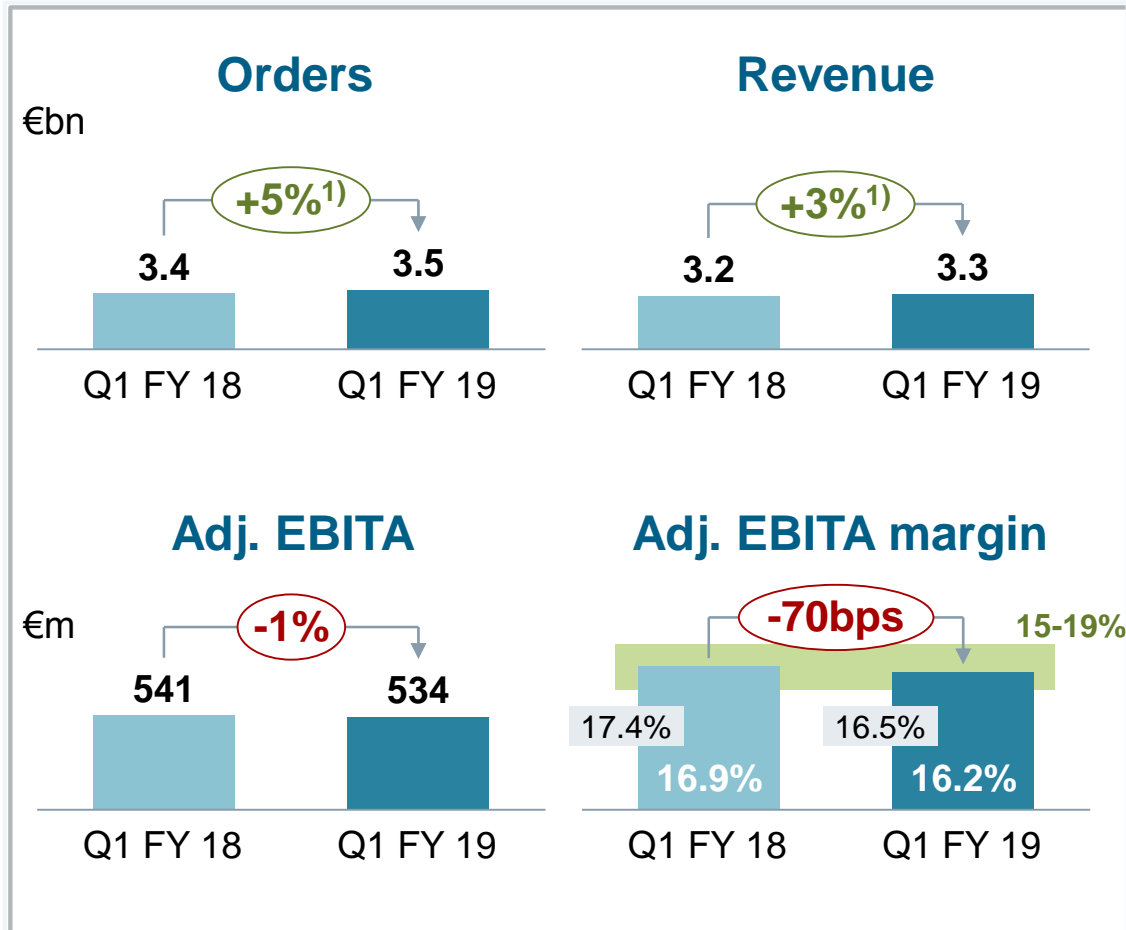 Orders
€bn
+5%1)
3.4
3.5
Q1 FY 18
Q1 FY 19
Revenue
+3%1)
3.2
3.3
Q1 FY 18
Q1 FY 19
Adj. EBITA
€m
-1%
541
534
Q1 FY 18
Q1 FY 19
Adj. EBITA margin
-70bps
15-19%
17.4%
16.5%
16.9%
16.2%
Q1 FY 18
Q1 FY 19